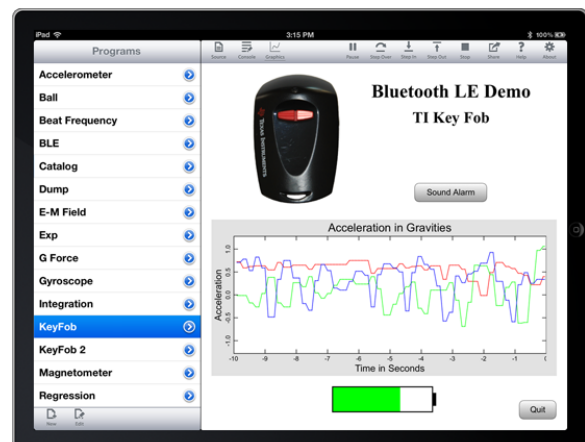 iPad
3:15 PM
100%
Programs
Source
Console
Graphics
Pause
Step Over
Step In
Step Out
Stop
Share
Help
About
Accelerometer
Ball
Beat Frequency
BLE
Catalog
Dump
E-M Field
Exp
G Force
Gyroscope
Integration
KeyFob
KeyFob 2
Magnetometer
Regression
New
Edit
TEXAS INSTRUMENTS
Bluetooth LE Demo
TI Key Fob
Sound Alarm
Acceleration in Gravities
Acceleration
1.0
0.5
0.0
-0.5
-1.0
-10 -9 -8 -7 -6 -5 -4 -3 -2 -1 0
Time in Seconds
Quit